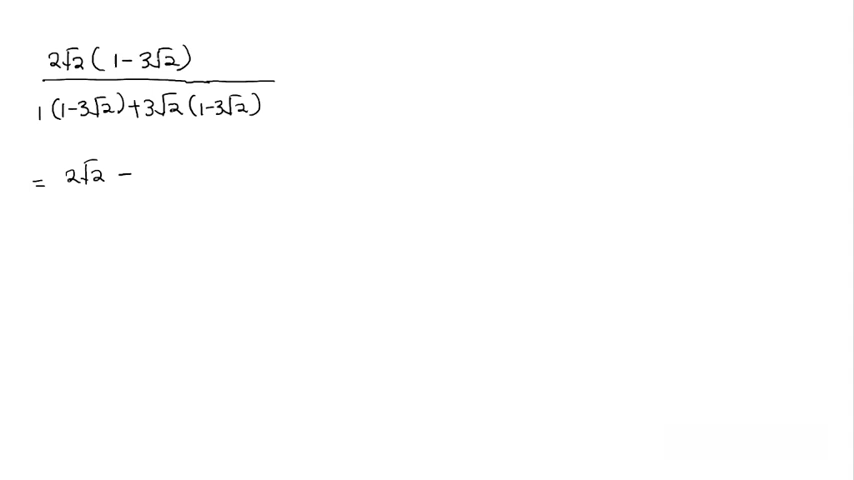 2√2 ( 1 - 3√2 )
1 (1-3√2) + 3√2 (1-3√2)
= 2√2 -